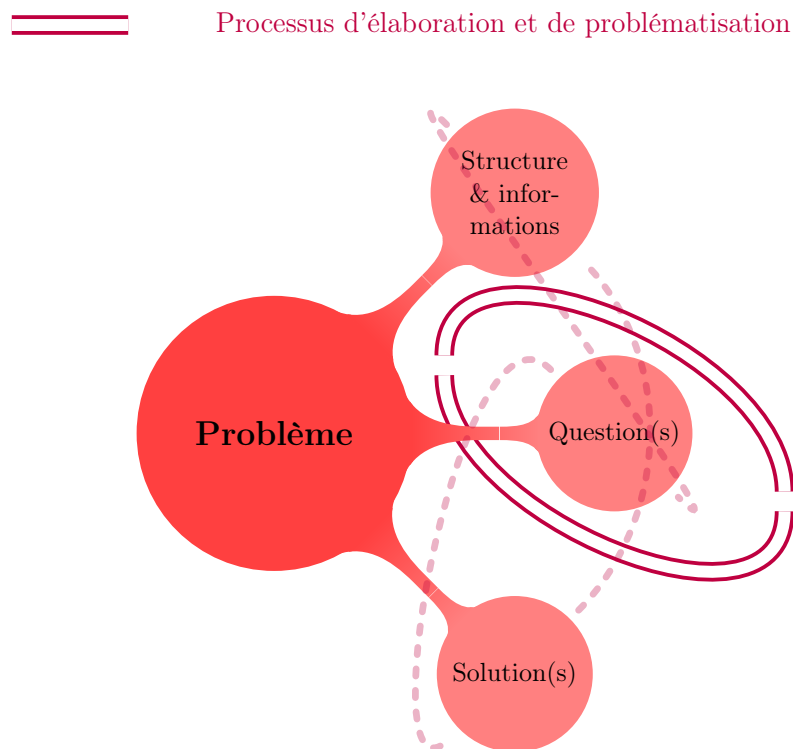 Processus d'élaboration et de problématisation
Structure
& infor-
mations
Problème
Question(s)
Solution(s)